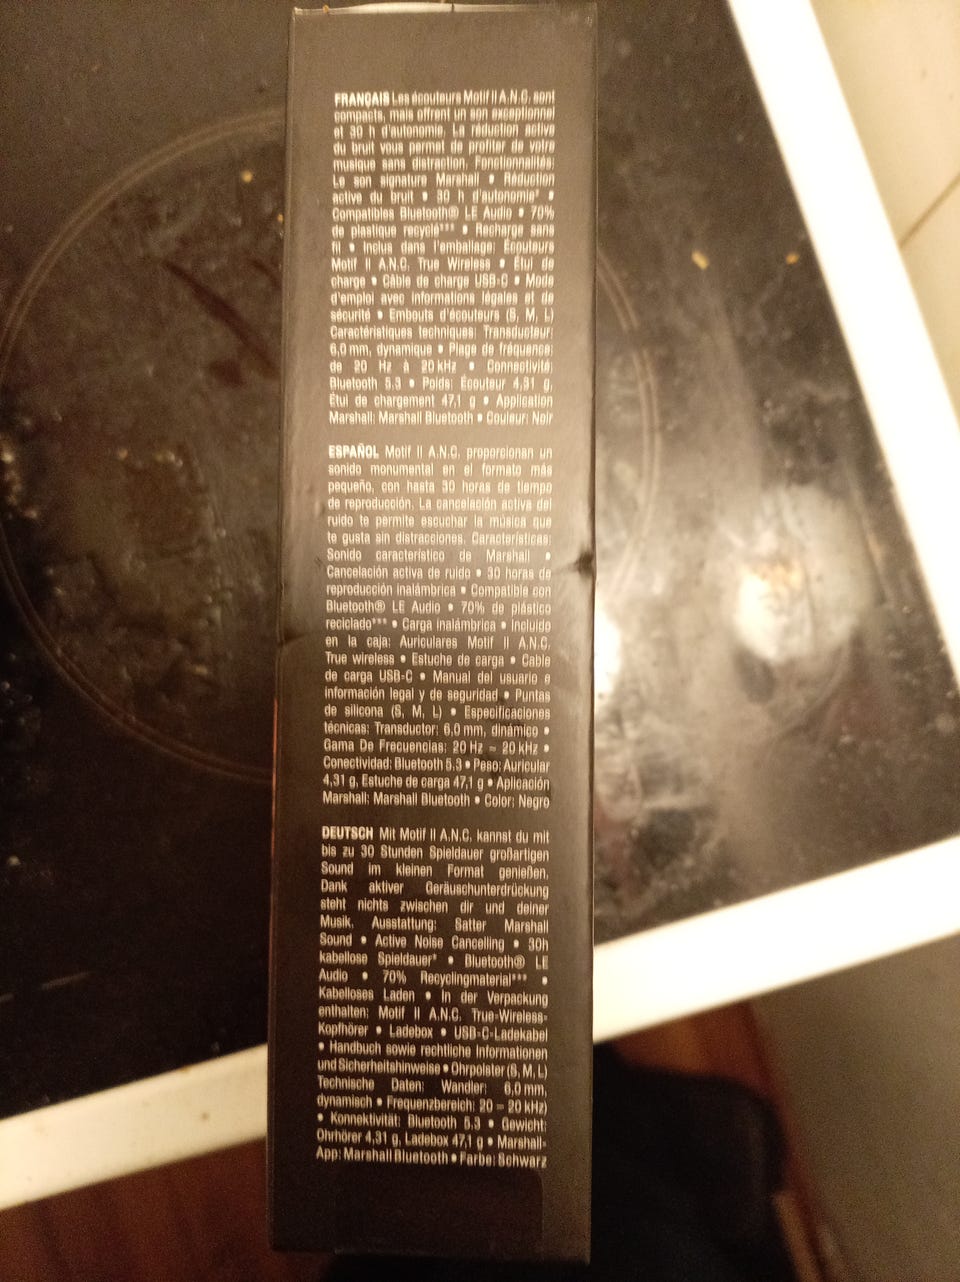 FRANÇAIS Les écouteurs Motif II A.N.C. sont
compacts, mais offrent un son exceptionnel
et 30 h d'autonomie. La réduction active
du bruit vous permet de profiter de votre
musique sans distraction. Fonctionnalités:
Le son signature Marshall • Réduction
active du bruit • 30 h d'autonomie* •
Compatibles Bluetooth® LE Audio • 70%
de plastique recyclé*** • Recharge sans
fil • Inclus dans l'emballage: Écouteurs
Motif II A.N.C. True Wireless • Étui de
charge • Câble de charge USB-C • Mode
d'emploi avec informations légales et de
sécurité • Embouts d'écouteurs (S, M, L)
Caractéristiques techniques: Transducteur:
6,0 mm, dynamique • Plage de fréquence:
de 20 Hz à 20 kHz • Connectivité:
Bluetooth 5.3 • Poids: Écouteur 4,31 g,
Étui de chargement 47,1 g • Application
Marshall: Marshall Bluetooth • Couleur: Noir
ESPAÑOL Motif II A.N.C. proporcionan un
sonido monumental en el formato más
pequeño, con hasta 30 horas de tiempo
de reproducción. La cancelación activa del
ruido te permite escuchar la música que
te gusta sin distracciones. Características:
Sonido característico de Marshall •
Cancelación activa de ruido • 30 horas de
reproducción inalámbrica • Compatible con
Bluetooth® LE Audio • 70% de plástico
reciclado*** • Carga inalámbrica • Incluido
en la caja: Auriculares Motif II A.N.C.
True wireless • Estuche de carga • Cable
de carga USB-C • Manual del usuario e
información legal y de seguridad • Puntas
de silicona (S, M, L) • Especificaciones
técnicas: Transductor: 6,0 mm, dinámico •
Gama De Frecuencias: 20 Hz – 20 kHz •
Conectividad: Bluetooth 5.3 • Peso: Auricular
4,31 g, Estuche de carga 47,1 g • Aplicación
Marshall: Marshall Bluetooth • Color: Negro
DEUTSCH Mit Motif II A.N.C. kannst du mit
bis zu 30 Stunden Spieldauer großartigen
Sound im kleinen Format genießen.
Dank aktiver Geräuschunterdrückung
steht nichts zwischen dir und deiner
Musik. Ausstattung: Satter Marshall
Sound • Active Noise Cancelling • 30h
kabellose Spieldauer* • Bluetooth® LE
Audio • 70% Recyclingmaterial*** •
Kabelloses Laden • In der Verpackung
enthalten: Motif II A.N.C. True-Wireless-
Kopfhörer • Ladebox • USB-C-Ladekabel
• Handbuch sowie rechtliche Informationen
und Sicherheitshinweise • Ohrpolster (S, M, L)
Technische Daten: Wandler: 6,0 mm,
dynamisch • Frequenzbereich: 20 – 20 kHz)
• Konnektivität: Bluetooth 5.3 • Gewicht:
Ohrhörer 4,31 g, Ladebox 47,1 g • Marshall-
App: Marshall Bluetooth • Farbe: Schwarz